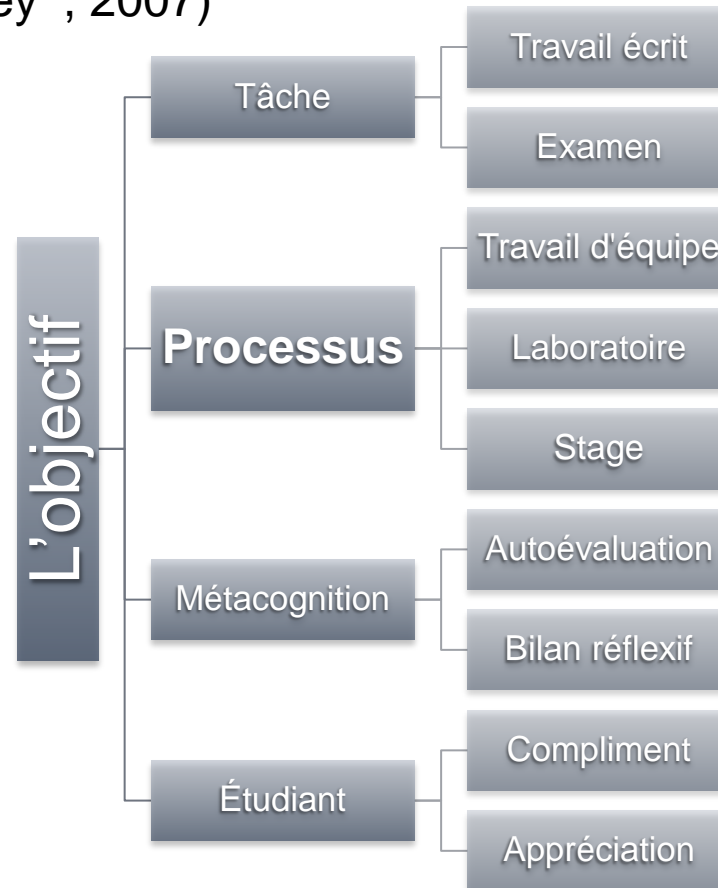 ey", 2007)
L'objectif
Tâche
Travail écrit
Examen
Processus
Travail d'équipe
Laboratoire
Stage
Métacognition
Autoévaluation
Bilan réflexif
Étudiant
Compliment
Appréciation